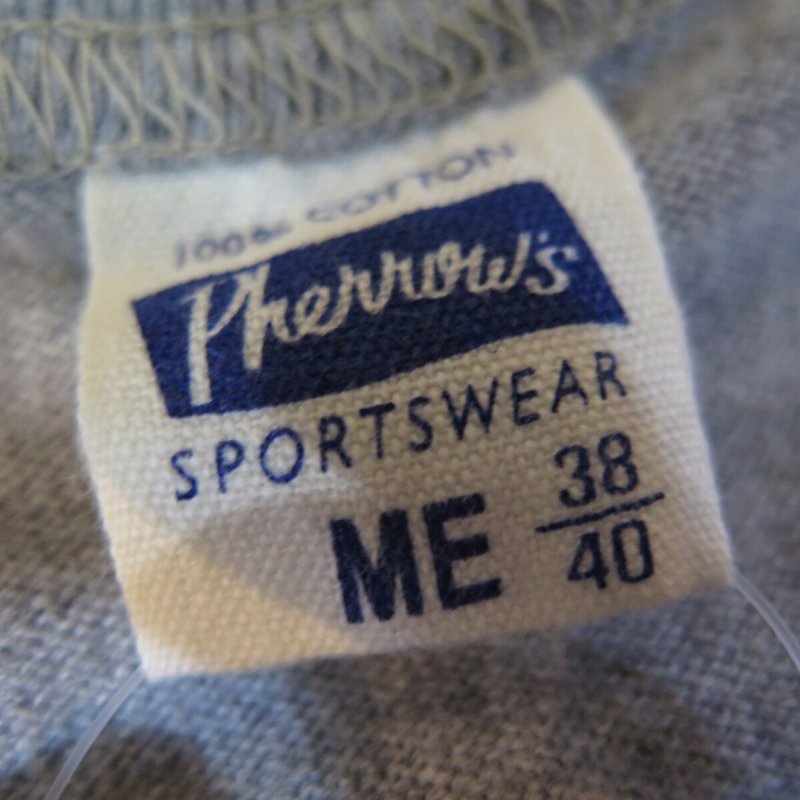 100% COTTON
Pherrow's
SPORTSWEAR
ME 38/40